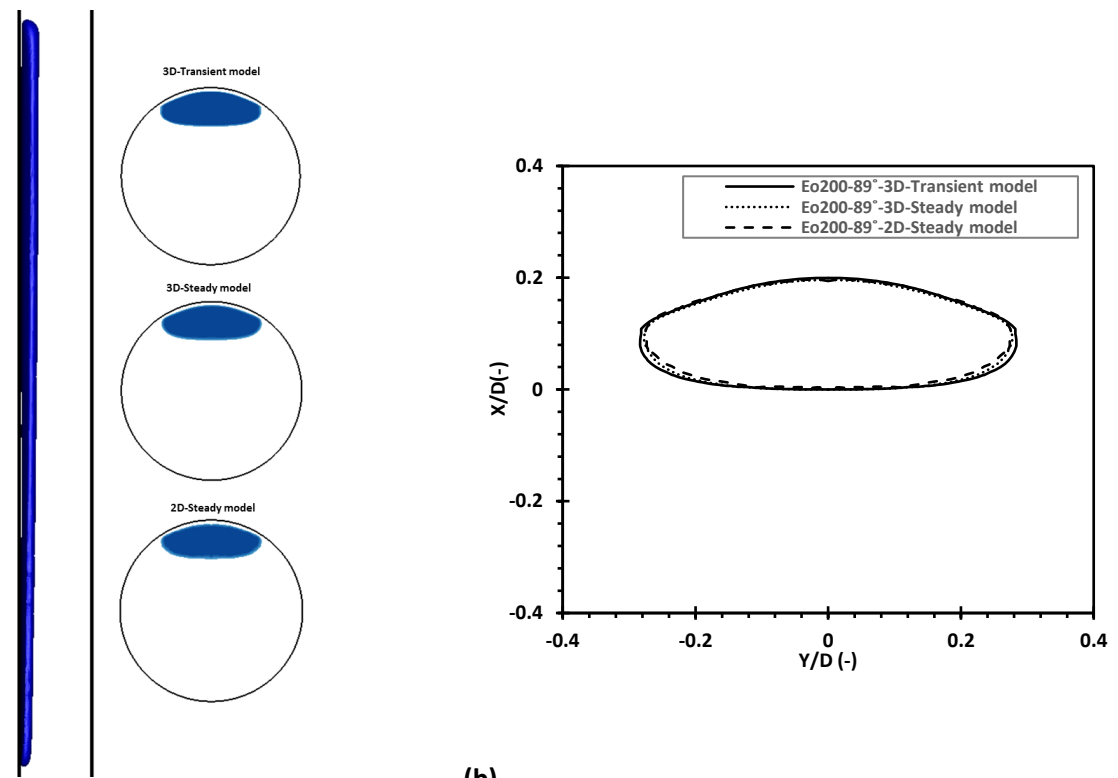 3D-Transient model
3D-Steady model
2D-Steady model
Eo200-89˚-3D-Transient model
Eo200-89˚-3D-Steady model
Eo200-89˚-2D-Steady model
0.4
0.2
0
-0.2
-0.4
X/D(-)
-0.4
-0.2
0
0.2
0.4
Y/D (-)
(b)